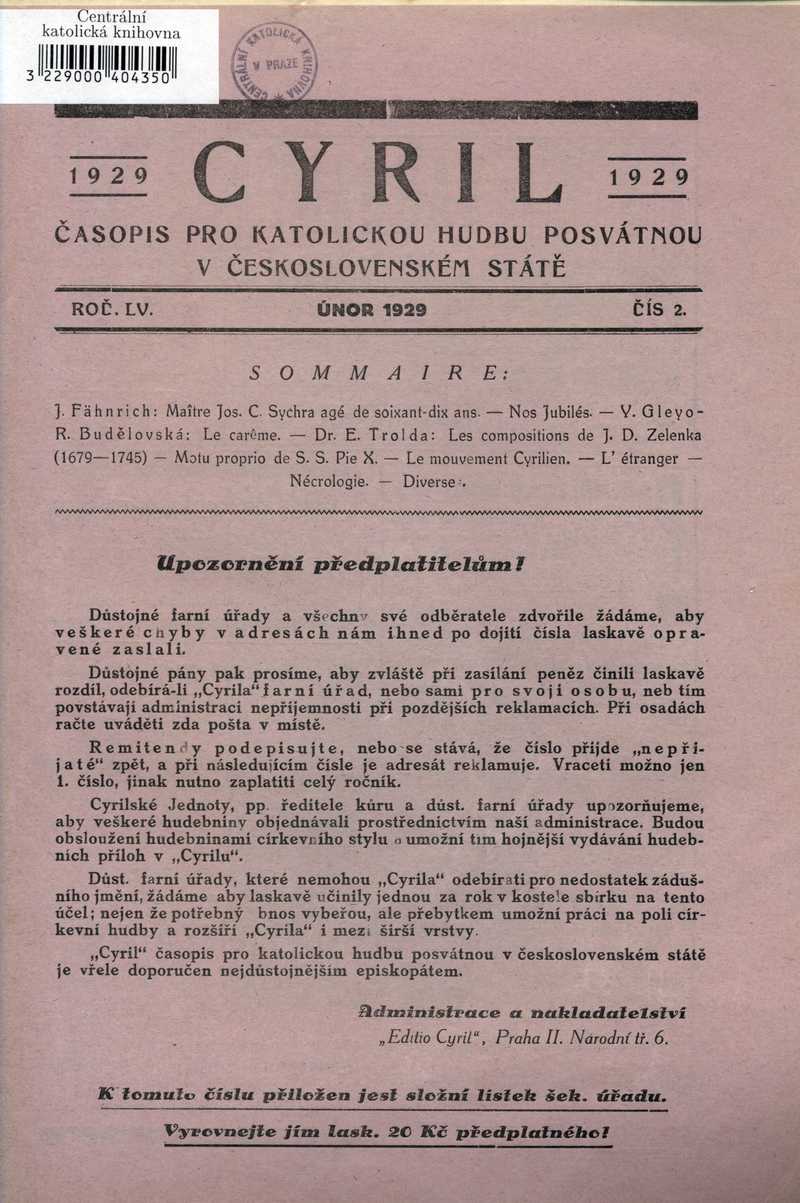 Centrální
katolická knihovna
3 229000 404350
CENTRÁLNÍ KATOLICKÁ KNIHOVNA
V PRAZE
1929 CYRIL 1929
ČASOPIS PRO KATOLICKOU HUDBU POSVÁTNOU
V ČESKOSLOVENSKÉM STÁTĚ
ROČ. LV. ÚNOR 1929 ČÍS 2.
SOMMAIRE:
J. Fähnrich: Maître Jos. C. Sychra agé de soixant-dix ans. — Nos Jubilés. — V. Gleyo-
R. Budělovská: Le carême. — Dr. E. Trolda: Les compositions de J. D. Zelenka
(1679—1745) — Motu proprio de S. S. Pie X. — Le mouvement Cyrilien. — L' étranger —
Nécrologie. — Diverses.
Upozornění předplatitelům!
Důstojné farní úřady a všechny své odběratele zdvořile žádáme, aby
veškeré chyby v adresách nám ihned po dojití čísla laskavě opra-
vené zaslali.
Důstojné pány pak prosíme, aby zvláště při zasílání peněz činili laskavě
rozdíl, odebírá-li „Cyrila“ farní úřad, nebo sami pro svoji osobu, neb tím
povstávají administraci nepříjemnosti při pozdějších reklamacích. Při osadách
račte uváděti zda pošta v místě.
Remitendy podepisujte, nebo se stává, že číslo přijde „nepři-
jaté“ zpět, a při následujícím čísle je adresát reklamuje. Vraceti možno jen
1. číslo, jinak nutno zaplatiti celý ročník.
Cyrilské Jednoty, pp. ředitele kůru a důst. farní úřady upozorňujeme,
aby veškeré hudebniny objednávali prostřednictvím naší administrace. Budou
obsloužení hudebninami církevního stylu a umožní tím hojnější vydávání hudeb-
ních příloh v „Cyrilu“.
Důst. farní úřady, které nemohou „Cyrila“ odebírati pro nedostatek záduš-
ního jmění, žádáme aby laskavě učinily jednou za rok v kostele sbírku na tento
účel; nejen že potřebný bnos vybeřou, ale přebytkem umožní práci na poli cír-
kevní hudby a rozšíří „Cyrila“ i mezi širší vrstvy.
„Cyril“ časopis pro katolickou hudbu posvátnou v československém státě
je vřele doporučen nejdůstojnějším episkopátem.
Administrace a nakladatelství
„Editio Cyril“, Praha II. Národní tř. 6.
K tomuto číslu přiložen jest složní lístek šek. úřadu.
Vyrovnejte jím lask. 20 Kč předplatného!